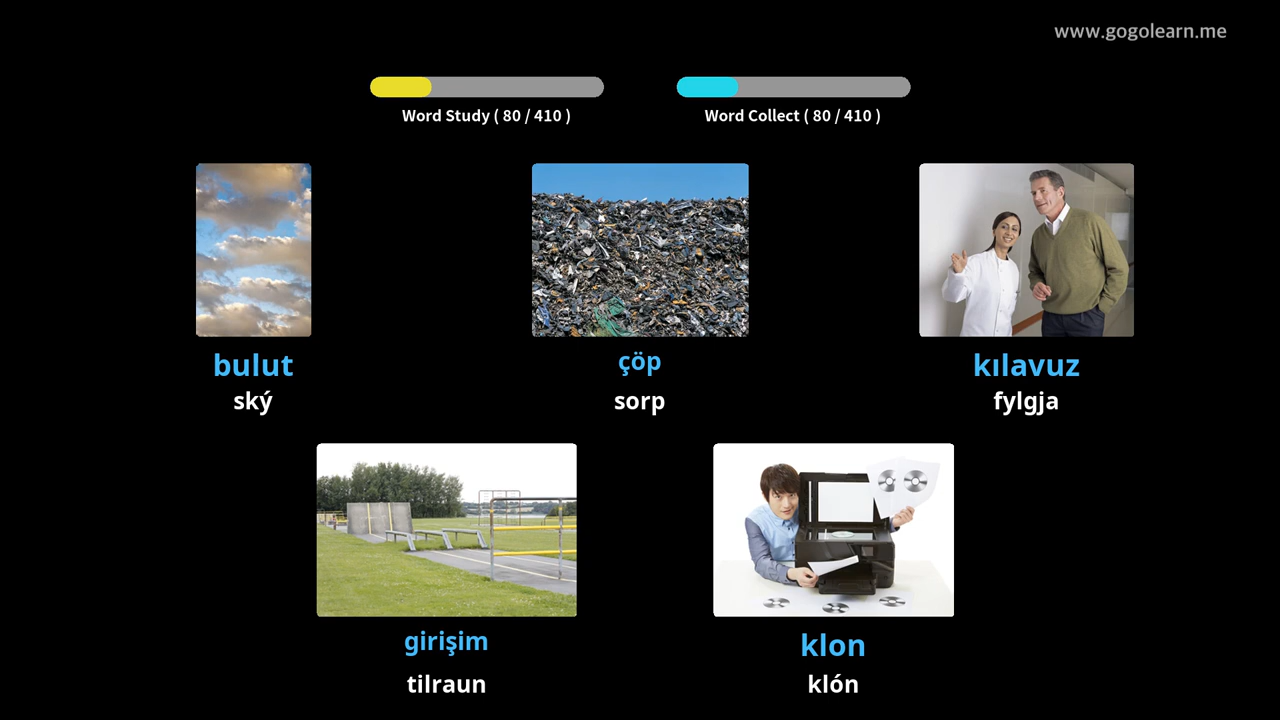 www.gogolearn.me
Word Study ( 80 / 410 )
Word Collect ( 80 / 410 )
bulut
ský
çöp
sorp
kılavuz
fylgja
girişim
tilraun
klon
klón